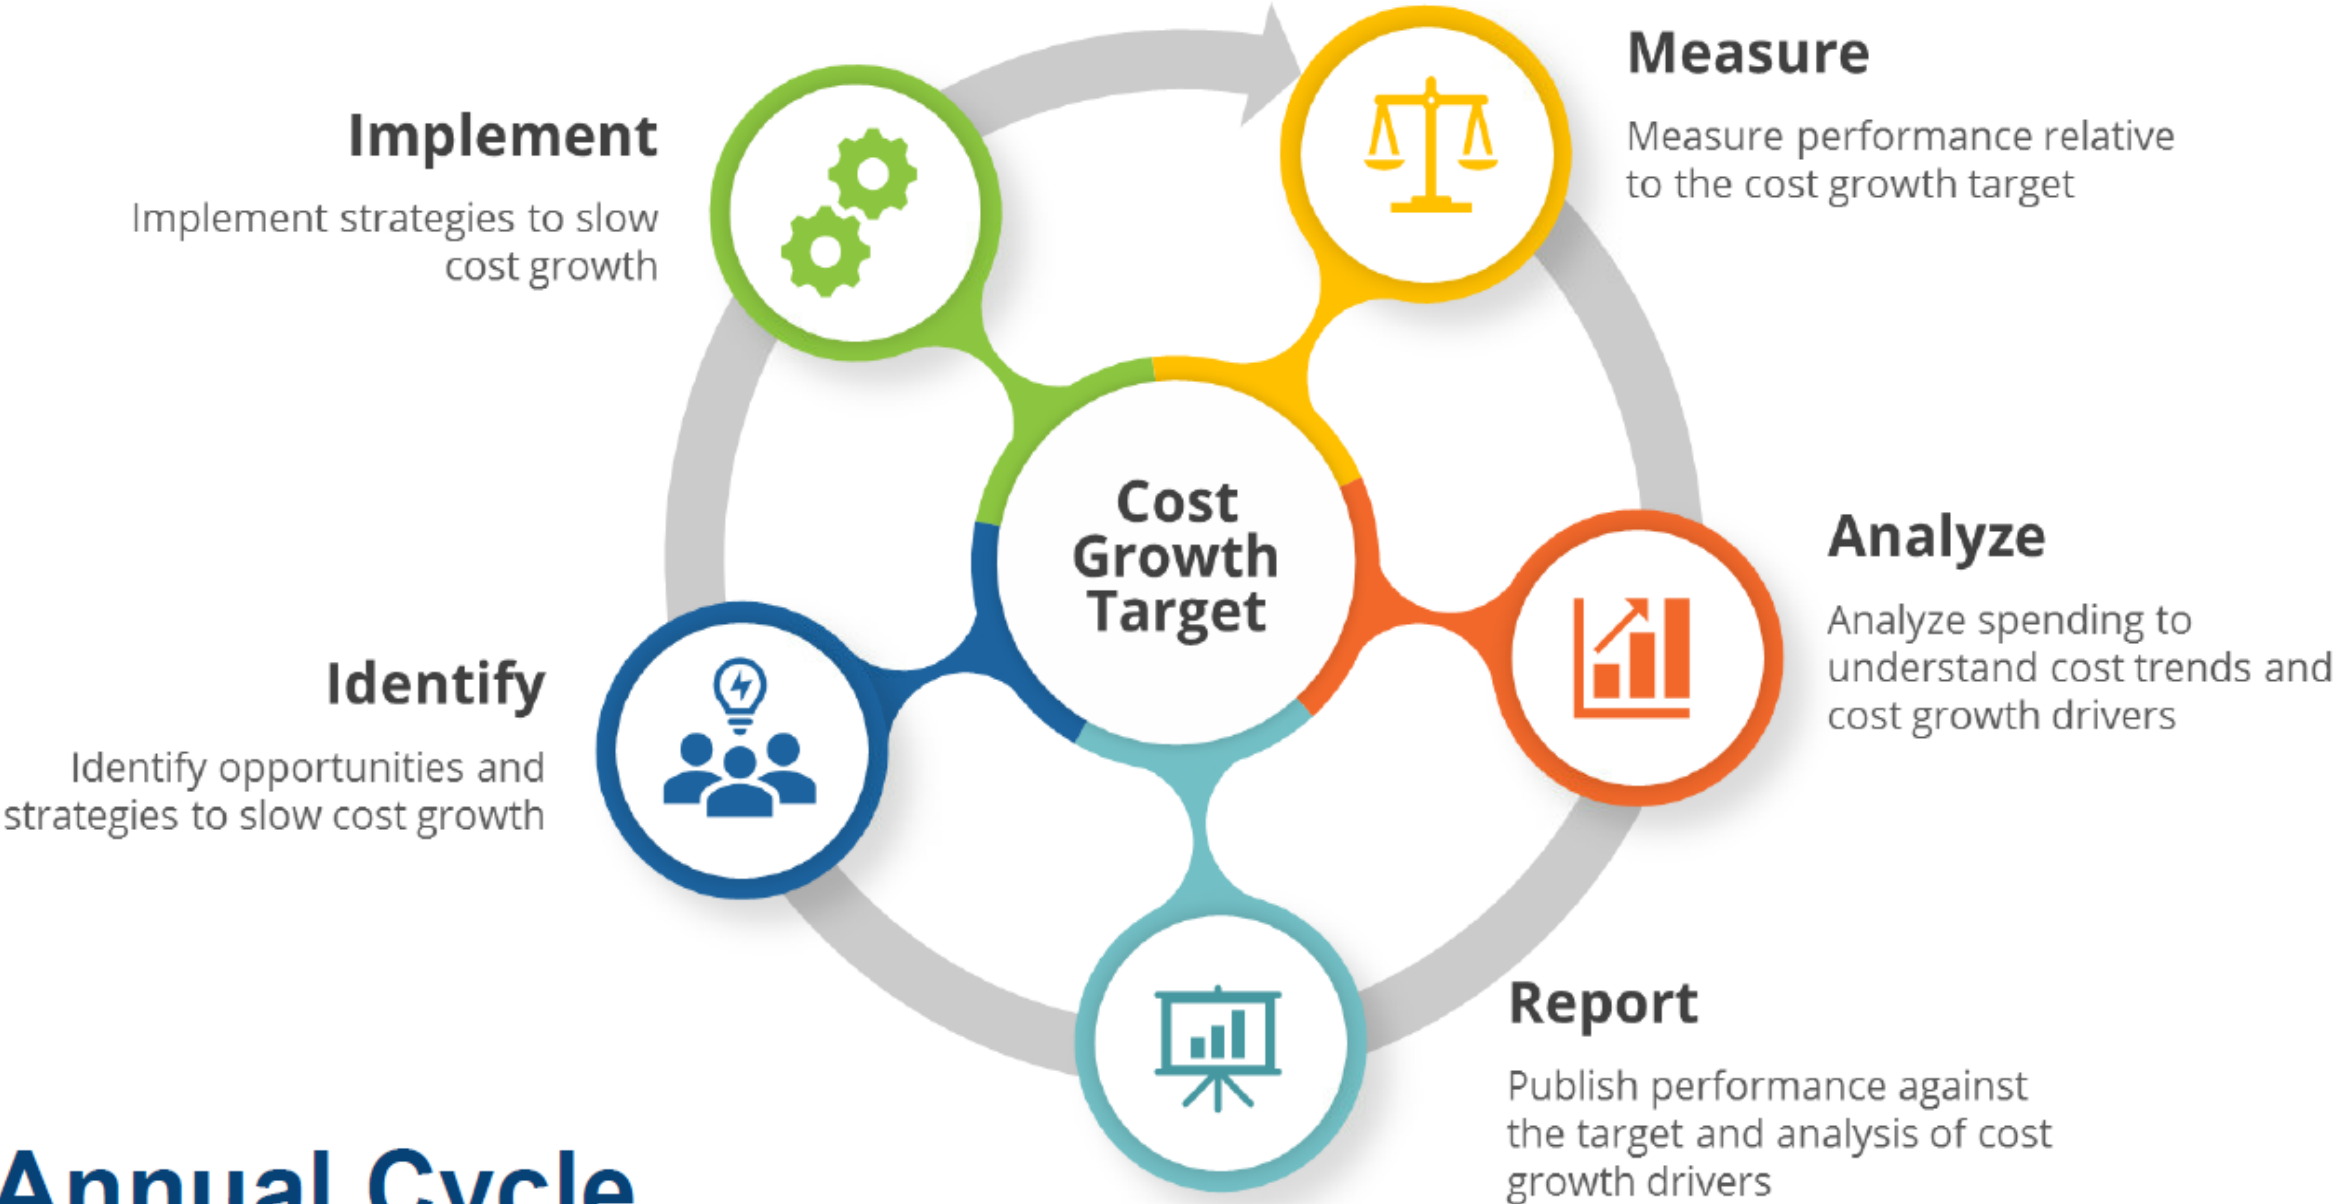 Measure
Measure performance relative
to the cost growth target
Analyze
Analyze spending to
understand cost trends and
cost growth drivers
Report
Publish performance against
the target and analysis of cost
growth drivers
Identify
Identify opportunities and
strategies to slow cost growth
Implement
Implement strategies to slow
cost growth
Cost
Growth
Target
Annual Cycle